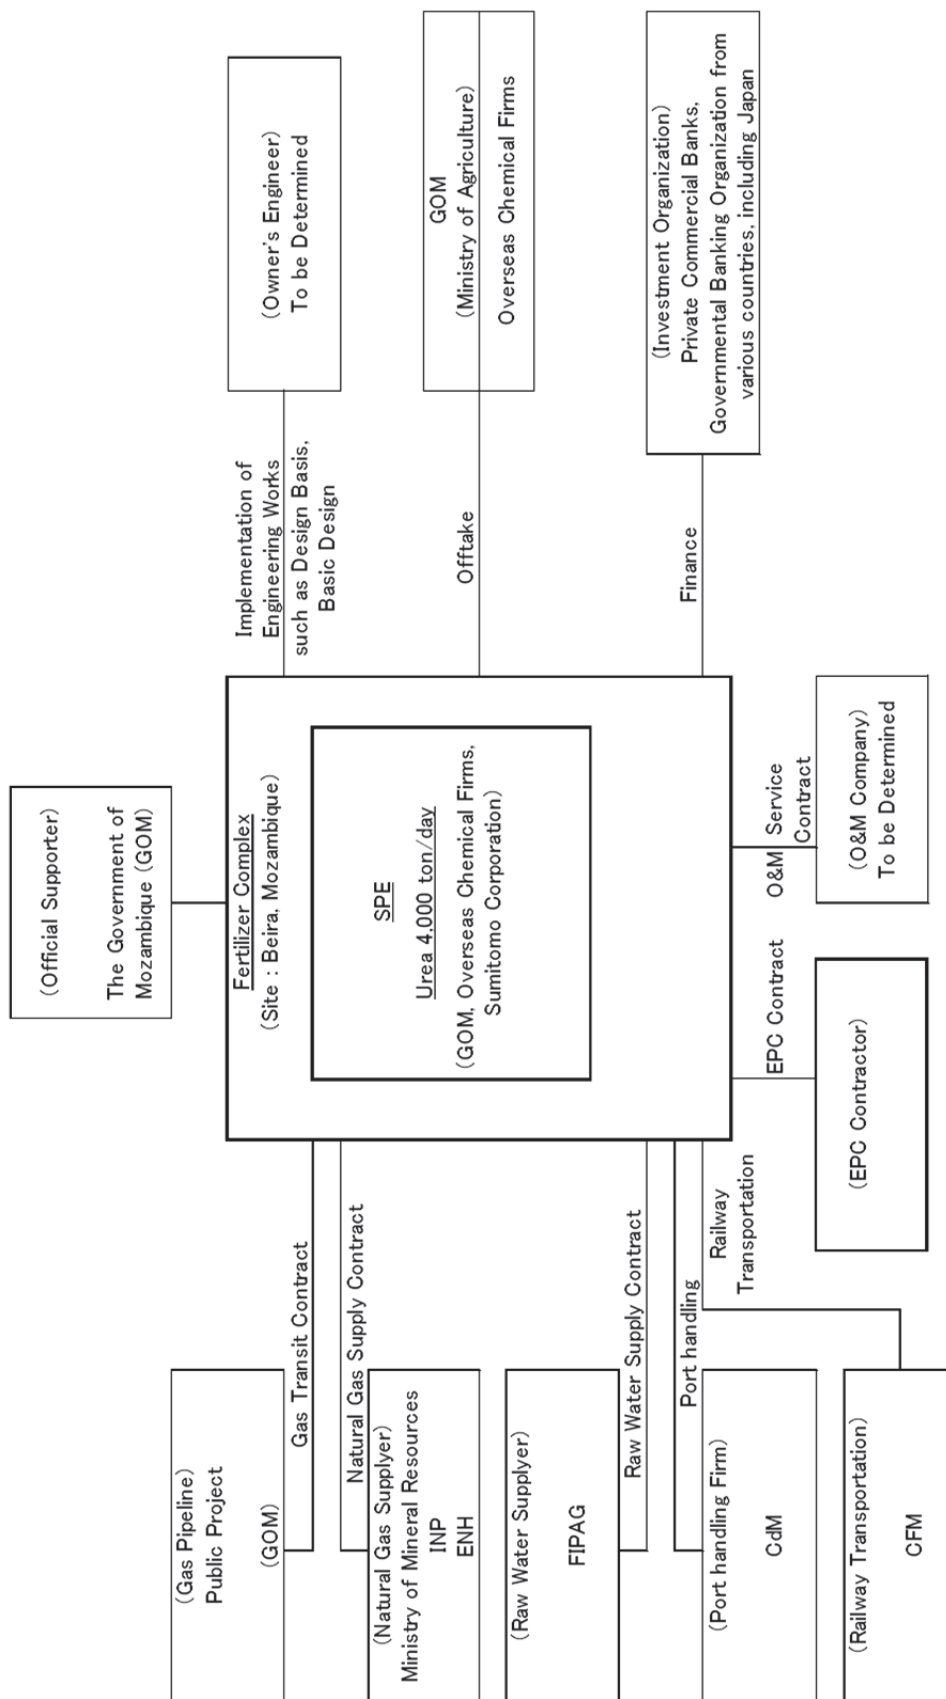 (Official Supporter)
The Government of
Mozambique (GOM)
(Gas Pipeline)
Public Project
(GOM)
Gas Transit Contract
(Natural Gas Supplyer)
Ministry of Mineral Resources
INP
ENH
Natural Gas Supply Contract
(Raw Water Supplyer)
FIPAG
Raw Water Supply Contract
(Port handling Firm)
CdM
Port handling
(Railway Transportation)
CFM
Railway
Transportation
Fertilizer Complex
(Site : Beira, Mozambique)
SPE
Urea 4,000 ton/day
(GOM, Overseas Chemical Firms,
Sumitomo Corporation)
EPC Contract
(EPC Contractor)
O&M Service
Contract
(O&M Company)
To be Determined
Implementation of
Engineering Works
such as Design Basis,
Basic Design
(Owner's Engineer)
To be Determined
Offtake
GOM
(Ministry of Agriculture)
Overseas Chemical Firms
Finance
(Investment Organization)
Private Commercial Banks,
Governmental Banking Organization from
various countries, including Japan